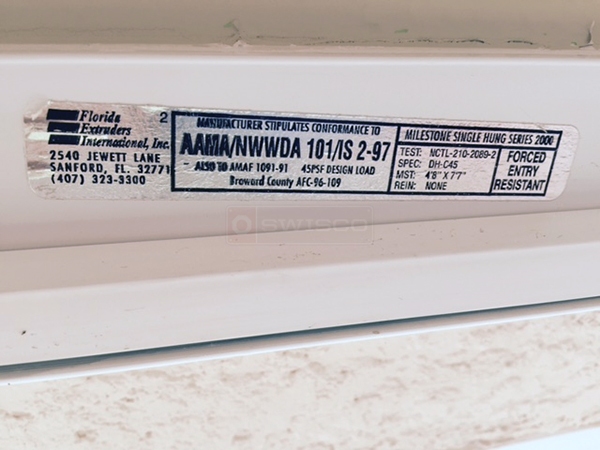 Florida 2
Extruders
International, Inc.
2540 JEWETT LANE
SANFORD, FL. 32771
(407) 323-3300
MANUFACTURER STIPULATES CONFORMANCE TO
AAMA/NWWDA 101/IS 2-97
ALSO TO AMAF 1091-91 45PSF DESIGN LOAD
Broward County AFC-96-109
MILESTONE SINGLE HUNG SERIES 2000
TEST: NCTL-210-2089-2
SPEC: DH-C45
MST: 4'8" X 7'7"
REIN: NONE
FORCED
ENTRY
RESISTANT
SWISCO